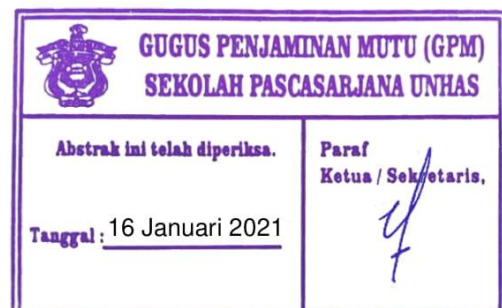 GUGUS PENJAMINAN MUTU (GPM)
SEKOLAH PASCASARJANA UNHAS
Abstrak ini telah diperiksa.
Tanggal : 16 Januari 2021
Paraf
Ketua / Sekretaris,